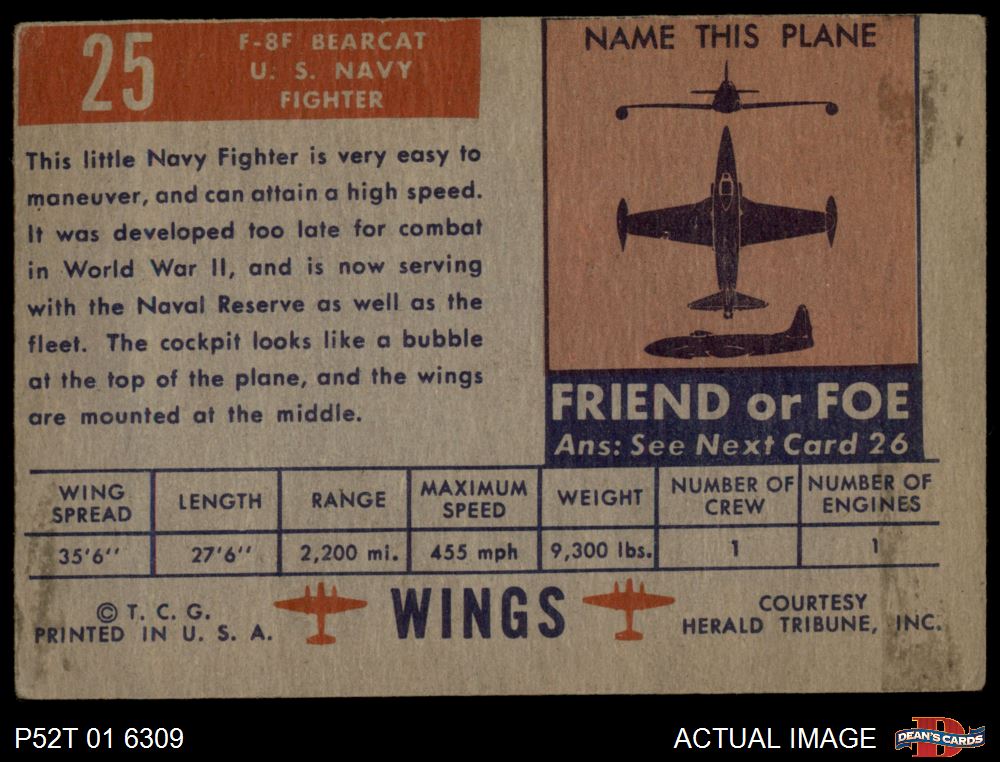 25
F-8F BEARCAT
U. S. NAVY
FIGHTER
This little Navy Fighter is very easy to
maneuver, and can attain a high speed.
It was developed too late for combat
in World War II, and is now serving
with the Naval Reserve as well as the
fleet. The cockpit looks like a bubble
at the top of the plane, and the wings
are mounted at the middle.
NAME THIS PLANE
FRIEND or FOE
Ans: See Next Card 26
WING SPREAD
LENGTH
RANGE
MAXIMUM SPEED
WEIGHT
NUMBER OF CREW
NUMBER OF ENGINES
35'6''
27'6''
2,200 mi.
455 mph
9,300 lbs.
1
1
© T. C. G.
PRINTED IN U. S. A.
WINGS
COURTESY
HERALD TRIBUNE, INC.
P52T 01 6309
ACTUAL IMAGE
D
DEAN'S CARDS